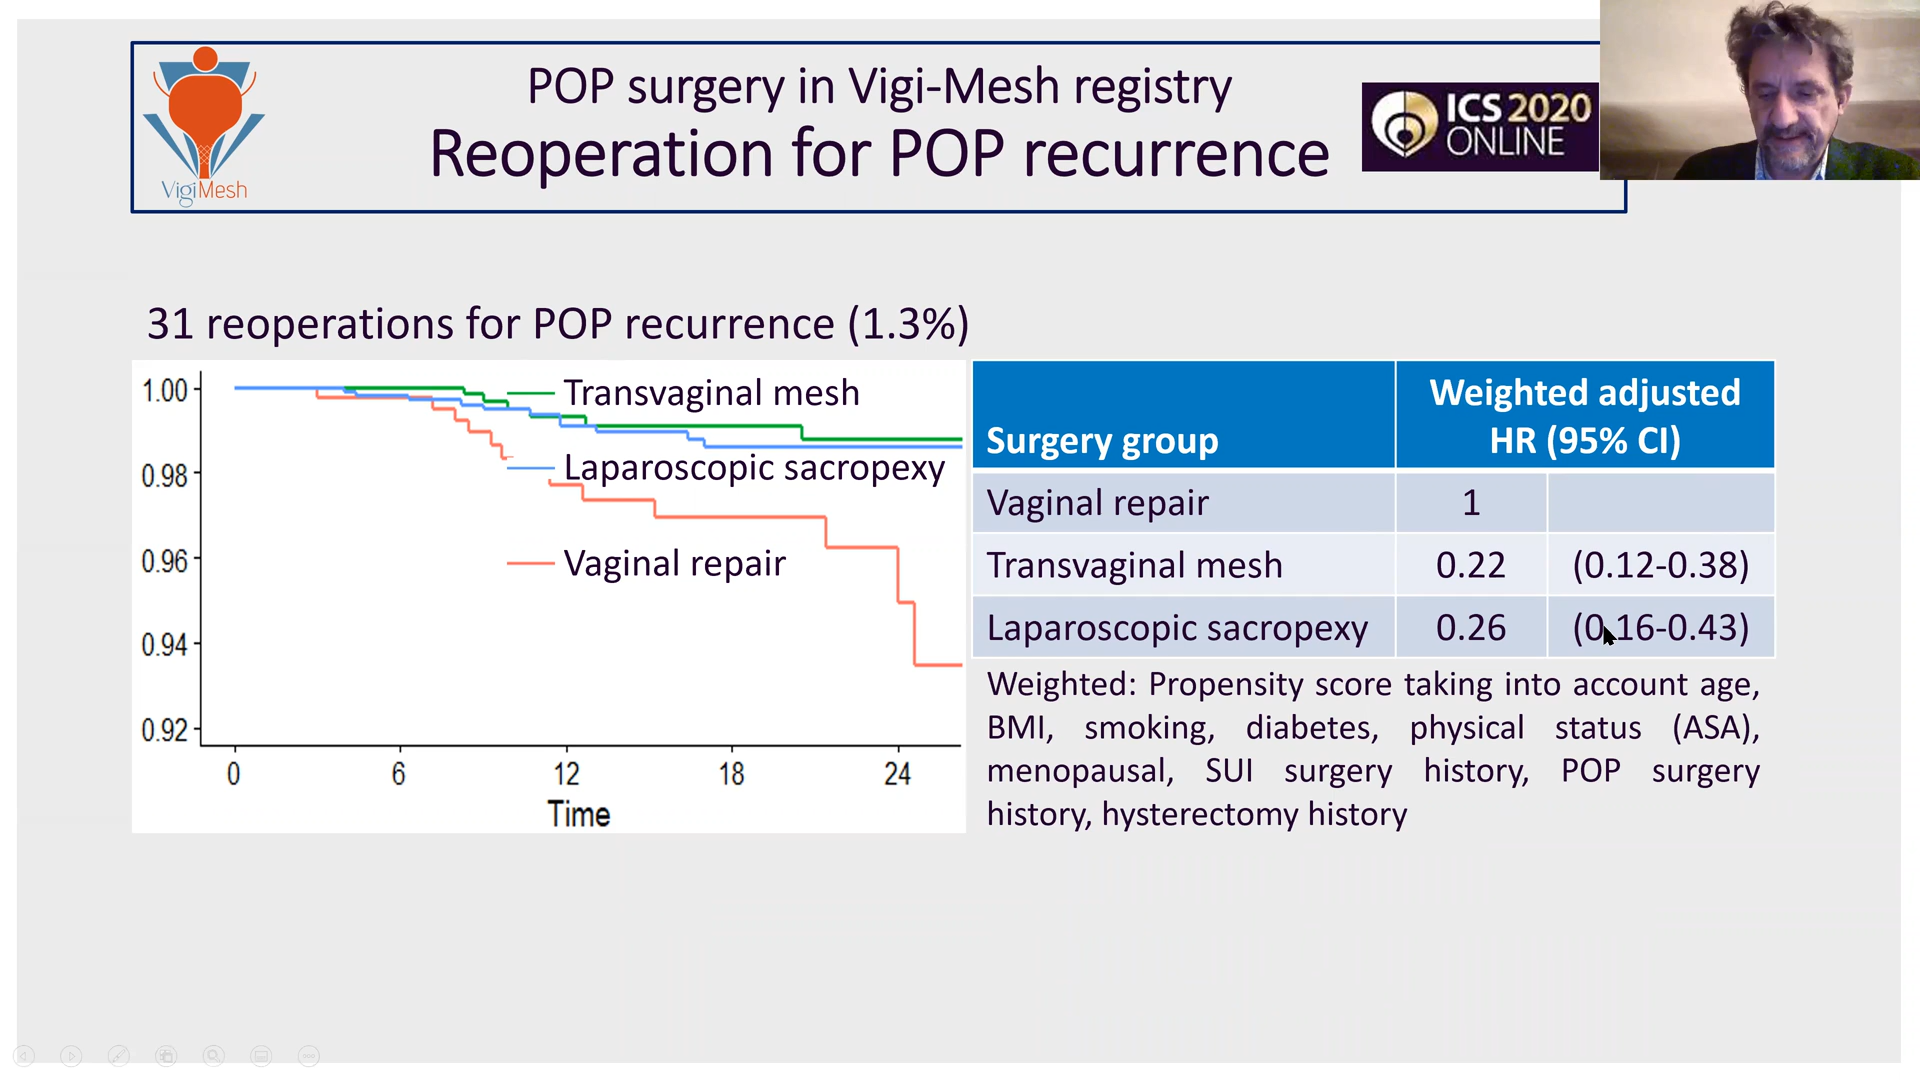 POP surgery in Vigi-Mesh registry
Reoperation for POP recurrence
VigiMesh
ICS 2020
ONLINE
31 reoperations for POP recurrence (1.3%)
1.00
0.98
0.96
0.94
0.92
0 6 12 18 24
Time
Transvaginal mesh
Laparoscopic sacropexy
Vaginal repair
Surgery group
Weighted adjusted
HR (95% CI)
Vaginal repair 1
Transvaginal mesh 0.22 (0.12-0.38)
Laparoscopic sacropexy 0.26 (0.16-0.43)
Weighted: Propensity score taking into account age,
BMI, smoking, diabetes, physical status (ASA),
menopausal, SUI surgery history, POP surgery
history, hysterectomy history